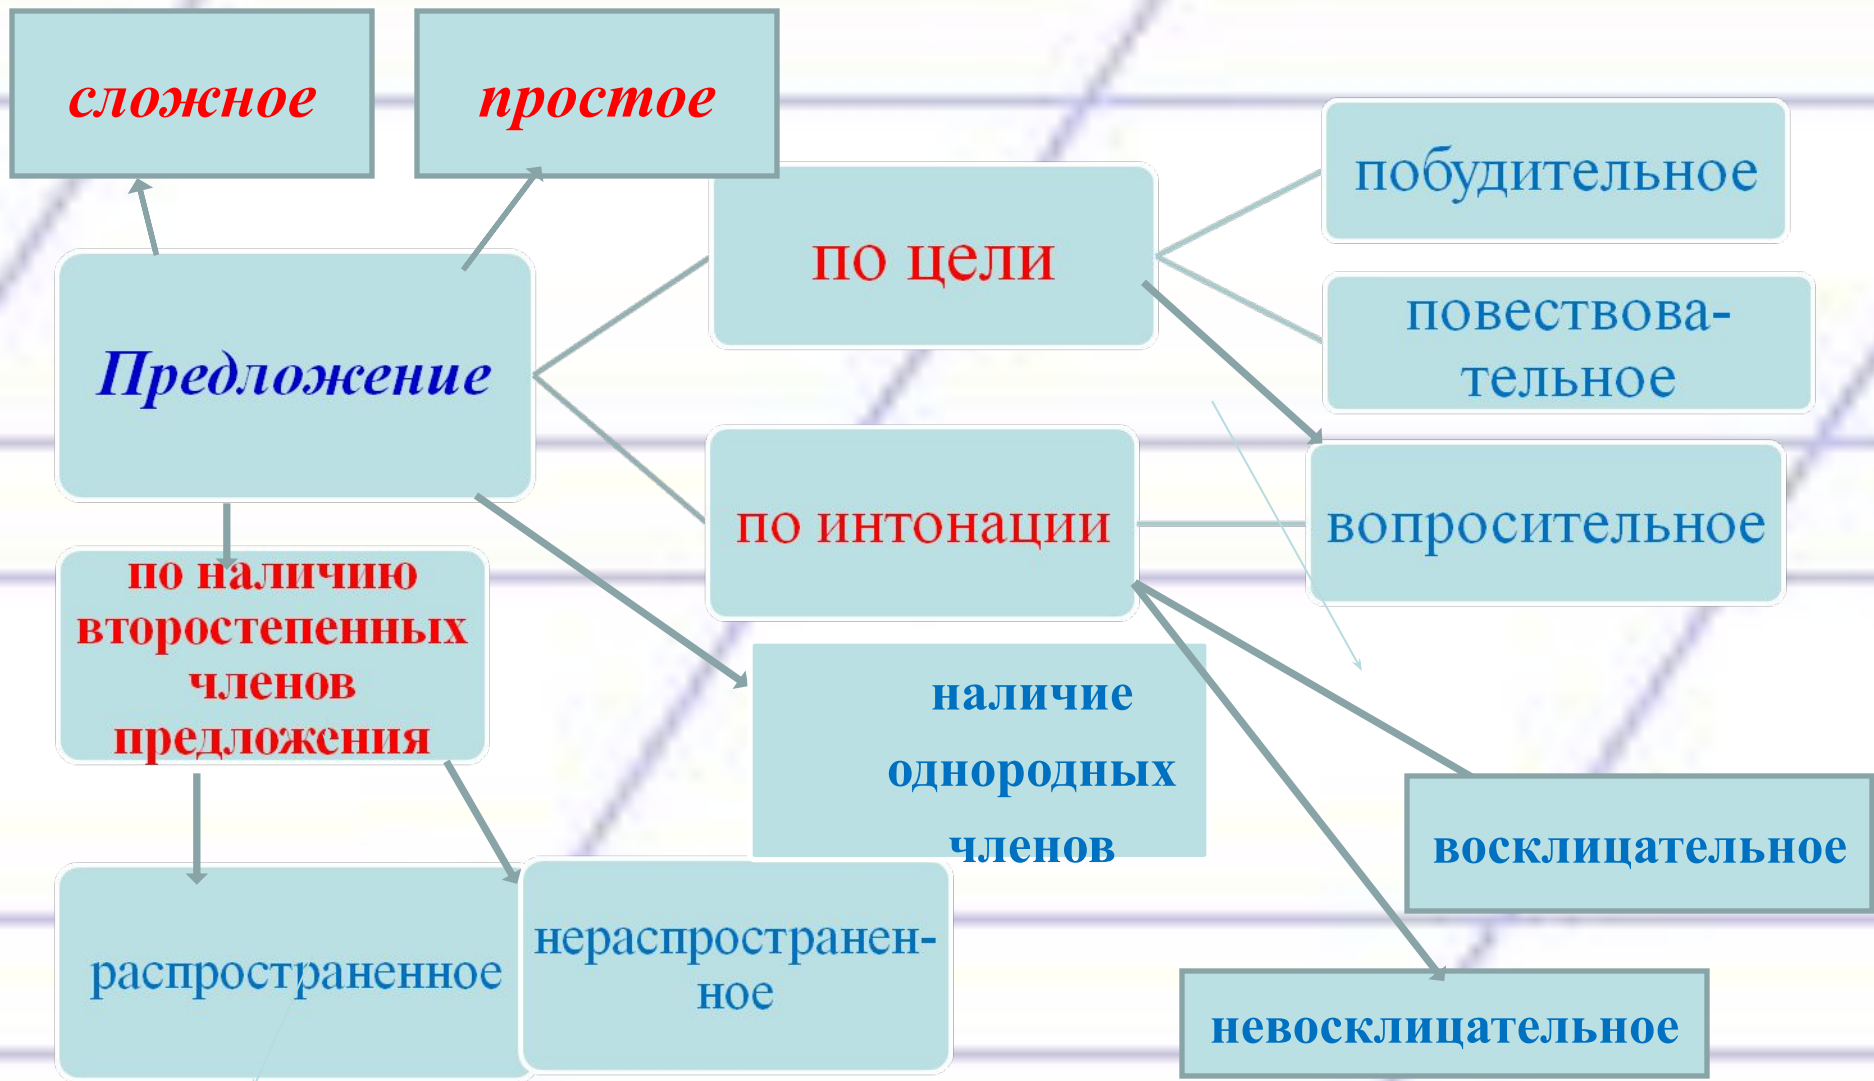 сложное
простое
побудительное
по цели
повествова-
тельное
Предложение
по интонации
вопросительное
по наличию
второстепенных
членов
предложения
наличие
однородных
членов
восклицательное
распространенное
нераспространен-
ное
невосклицательное